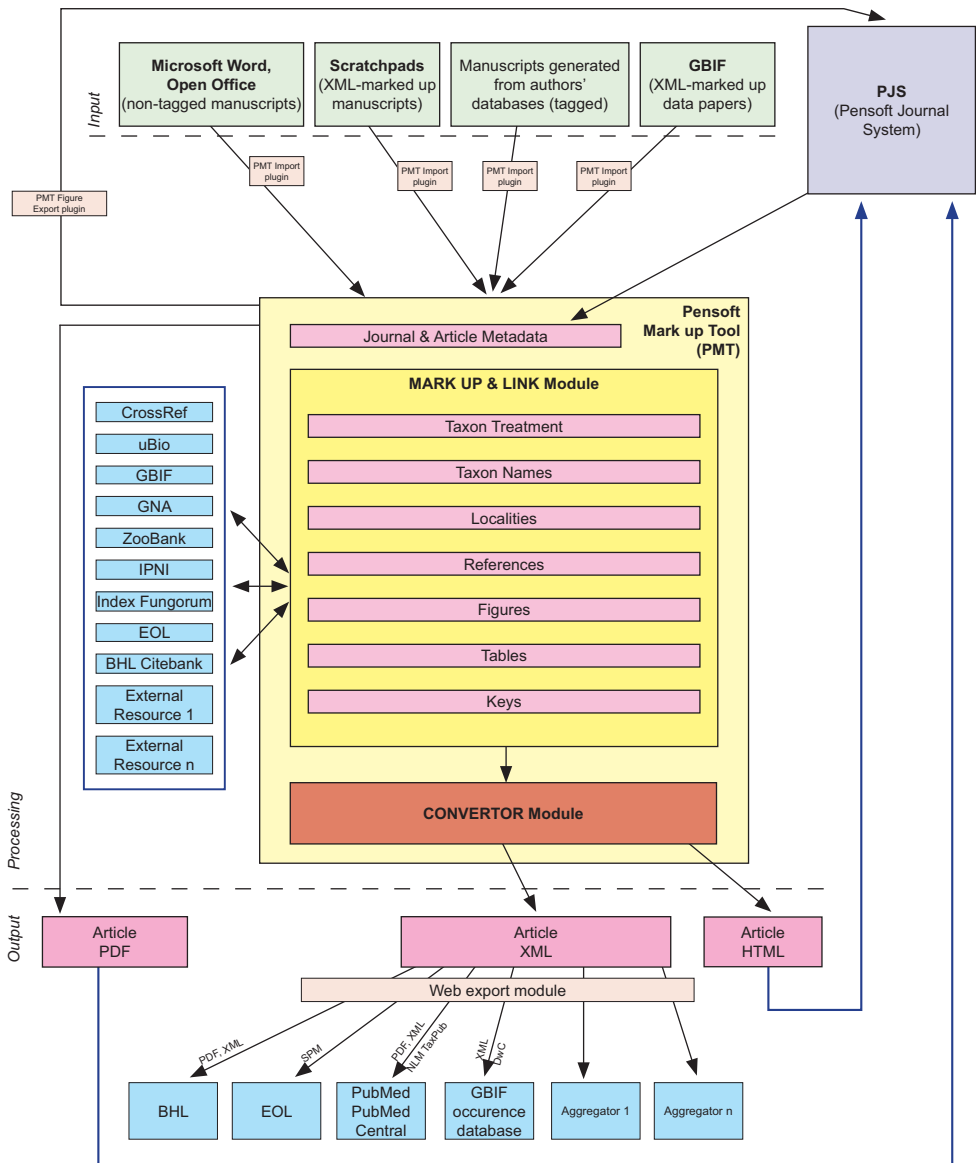 Input
Microsoft Word,
Open Office
(non-tagged manuscripts)
Scratchpads
(XML-marked up
manuscripts)
Manuscripts generated
from authors'
databases (tagged)
GBIF
(XML-marked up
data papers)
PJS
(Pensoft Journal
System)
PMT Import
plugin
PMT Import
plugin
PMT Import
plugin
PMT Import
plugin
PMT Figure
Export plugin
Pensoft
Mark up Tool
(PMT)
Journal & Article Metadata
MARK UP & LINK Module
Taxon Treatment
Taxon Names
Localities
References
Figures
Tables
Keys
CrossRef
uBio
GBIF
GNA
ZooBank
IPNI
Index Fungorum
EOL
BHL Citebank
External
Resource 1
External
Resource n
CONVERTOR Module
Processing
Output
Article
PDF
Article
XML
Article
HTML
Web export module
PDF, XML
SPM
PDF, XML
NLM TaxPub
XML
DwC
BHL
EOL
PubMed
PubMed
Central
GBIF
occurence
database
Aggregator 1
Aggregator n